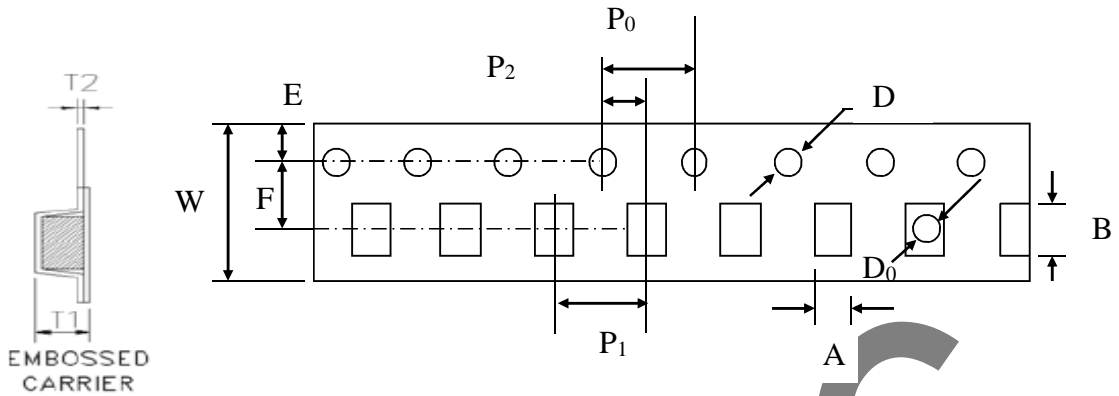 P₀
P₂
T2
E
D
W
F
B
D₀
T1
P₁
A
EMBOSSED
CARRIER